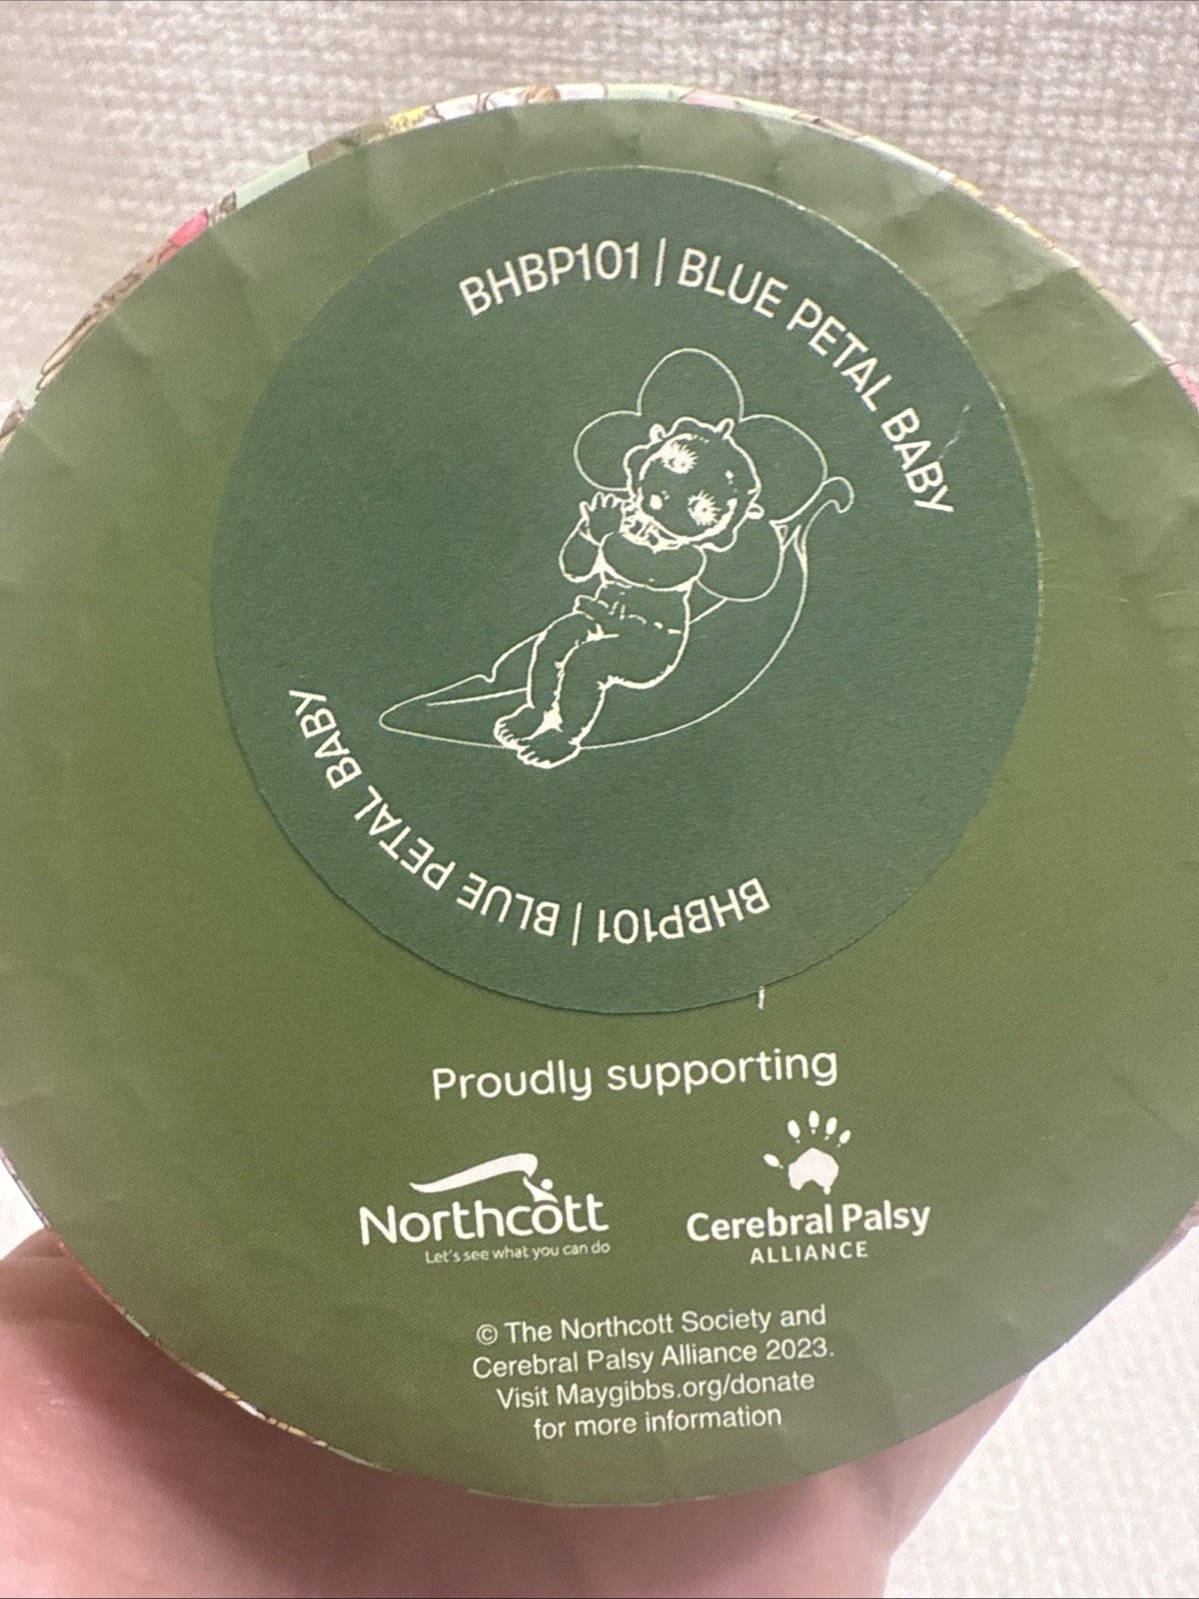 BHBP101 | BLUE PETAL BABY
BHBP101 | BLUE PETAL BABY
Proudly supporting
Northcott
Let's see what you can do
Cerebral Palsy
ALLIANCE
© The Northcott Society and
Cerebral Palsy Alliance 2023.
Visit Maygibbs.org/donate
for more information